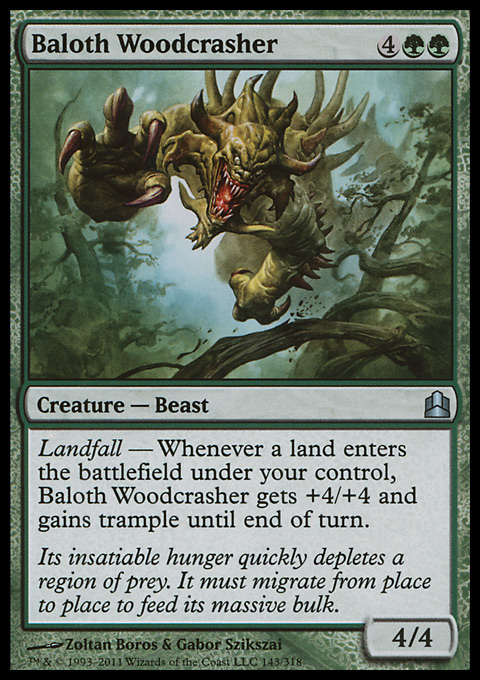 Baloth Woodcrasher 4
Creature — Beast
Landfall — Whenever a land enters
the battlefield under your control,
Baloth Woodcrasher gets +4/+4 and
gains trample until end of turn.
Its insatiable hunger quickly depletes a
region of prey. It must migrate from place
to place to feed its massive bulk.
Zoltan Boros & Gabor Szikszai
4/4
™ & © 1993–2011 Wizards of the Coast LLC 143/318